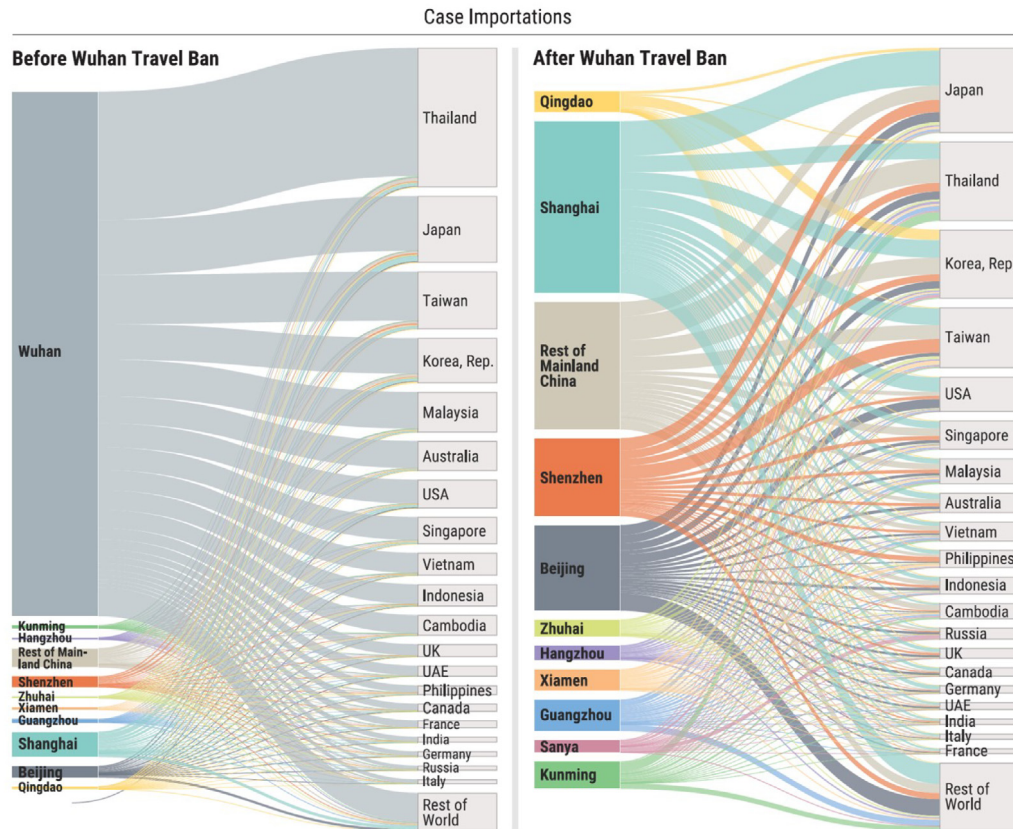 Case Importations
Before Wuhan Travel Ban
Wuhan
Kunming
Hangzhou
Rest of Main-
land China
Shenzhen
Zhuhai
Xiamen
Guangzhou
Shanghai
Beijing
Qingdao
Thailand
Japan
Taiwan
Korea, Rep.
Malaysia
Australia
USA
Singapore
Vietnam
Indonesia
Cambodia
UK
UAE
Philippines
Canada
France
India
Germany
Russia
Italy
Rest of
World
After Wuhan Travel Ban
Qingdao
Shanghai
Rest of
Mainland
China
Shenzhen
Beijing
Zhuhai
Hangzhou
Xiamen
Guangzhou
Sanya
Kunming
Japan
Thailand
Korea, Rep
Taiwan
USA
Singapore
Malaysia
Australia
Vietnam
Philippines
Indonesia
Cambodia
Russia
UK
Canada
Germany
UAE
India
Italy
France
Rest of
World